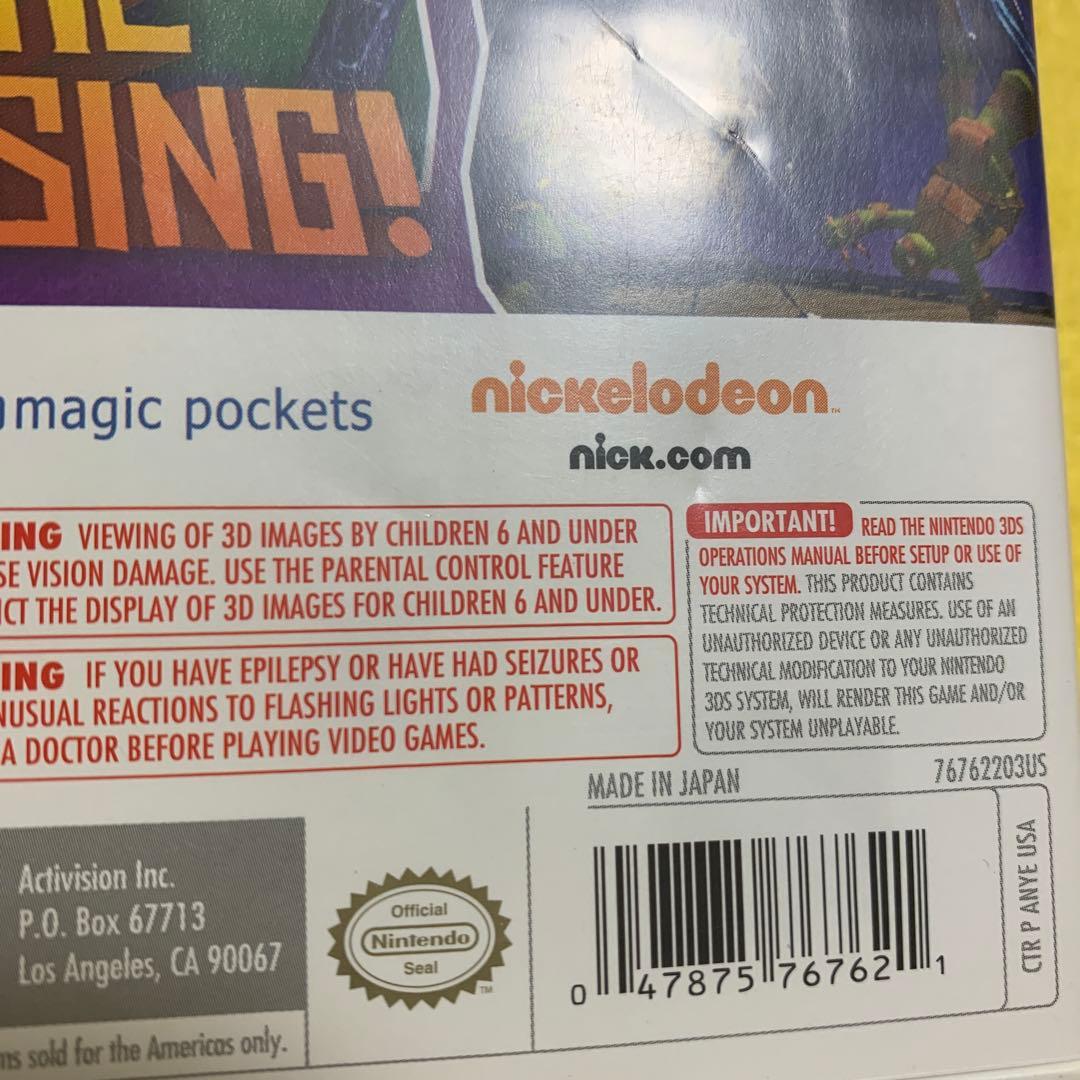 SING!
magic pockets
nickelodeon™
nick.com
ING VIEWING OF 3D IMAGES BY CHILDREN 6 AND UNDER
SE VISION DAMAGE. USE THE PARENTAL CONTROL FEATURE
ICT THE DISPLAY OF 3D IMAGES FOR CHILDREN 6 AND UNDER.
ING IF YOU HAVE EPILEPSY OR HAVE HAD SEIZURES OR
NUSUAL REACTIONS TO FLASHING LIGHTS OR PATTERNS,
A DOCTOR BEFORE PLAYING VIDEO GAMES.
IMPORTANT! READ THE NINTENDO 3DS
OPERATIONS MANUAL BEFORE SETUP OR USE OF
YOUR SYSTEM. THIS PRODUCT CONTAINS
TECHNICAL PROTECTION MEASURES. USE OF AN
UNAUTHORIZED DEVICE OR ANY UNAUTHORIZED
TECHNICAL MODIFICATION TO YOUR NINTENDO
3DS SYSTEM, WILL RENDER THIS GAME AND/OR
YOUR SYSTEM UNPLAYABLE.
MADE IN JAPAN
76762203US
Activision Inc.
P.O. Box 67713
Los Angeles, CA 90067
ms sold for the Americas only.
Official
Nintendo
Seal
TM
0 47875 76762 1
CTR P ANYE USA